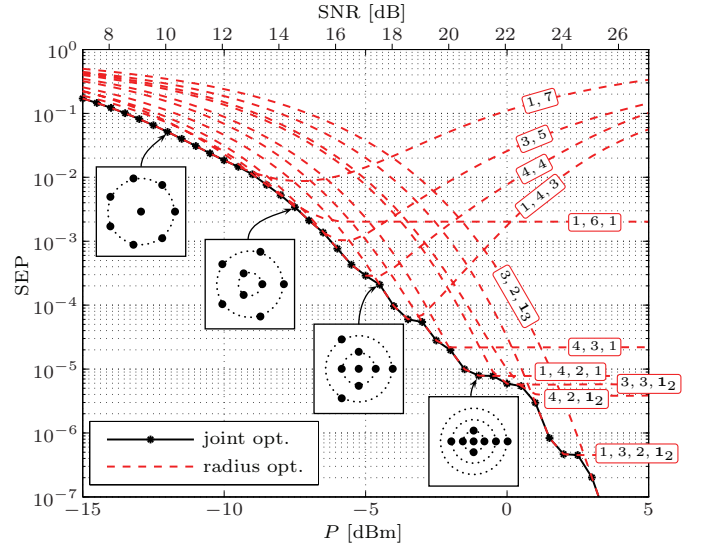 SNR [dB]
8 10 12 14 16 18 20 22 24 26
10^0
10^{-1}
10^{-2}
10^{-3}
10^{-4}
10^{-5}
10^{-6}
10^{-7}
SEP
1, 7
3, 5
4, 4
1, 4, 3
1, 6, 1
3, 2, 1_3
4, 3, 1
1, 4, 2, 1
3, 3, 1_2
4, 2, 1_2
1, 3, 2, 1_2
joint opt.
radius opt.
−15 −10 −5 0 5
P [dBm]